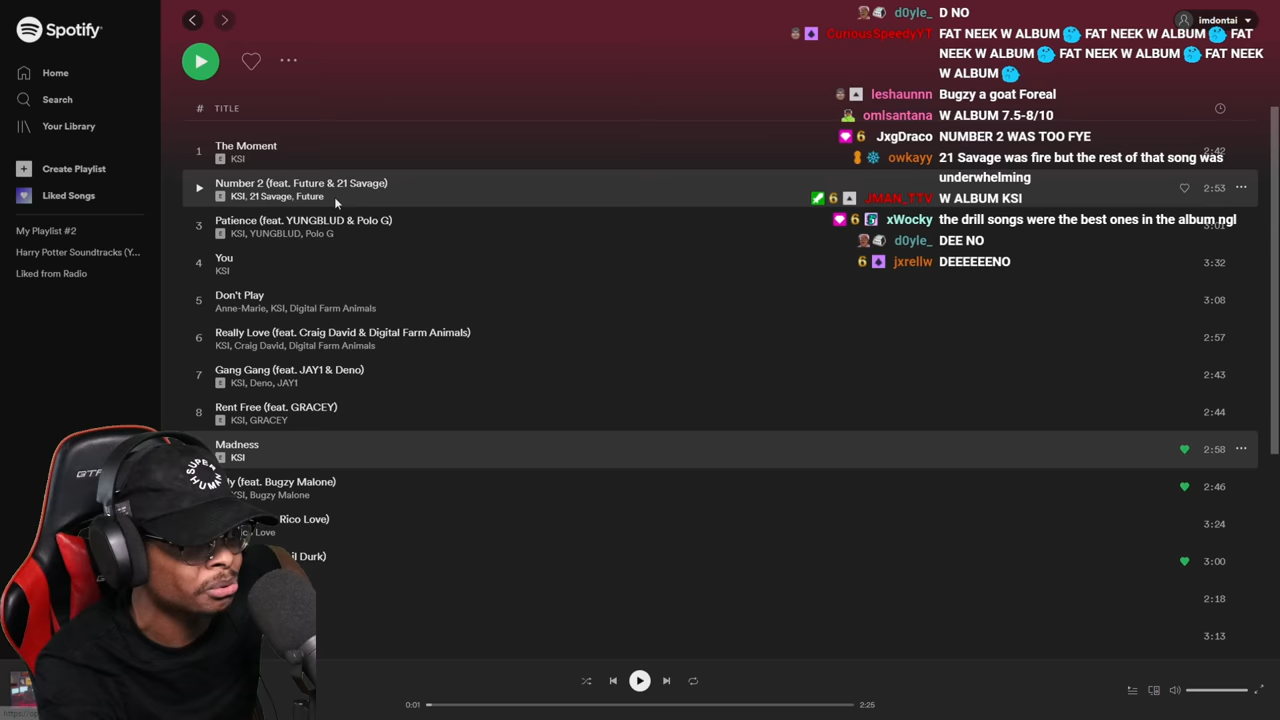 Spotify
Home
Search
Your Library
Create Playlist
Liked Songs
My Playlist #2
Harry Potter Soundtracks (Y...
Liked from Radio
imdontai
# TITLE
1 The Moment
E KSI
2:42
Number 2 (feat. Future & 21 Savage)
E KSI, 21 Savage, Future
2:53
3 Patience (feat. YUNGBLUD & Polo G)
E KSI, YUNGBLUD, Polo G
4 You
KSI
3:32
5 Don't Play
Anne-Marie, KSI, Digital Farm Animals
3:08
6 Really Love (feat. Craig David & Digital Farm Animals)
KSI, Craig David, Digital Farm Animals
2:57
7 Gang Gang (feat. JAY1 & Deno)
E KSI, Deno, JAY1
2:43
8 Rent Free (feat. GRACEY)
E KSI, GRACEY
2:44
Madness
E KSI
2:58
(feat. Bugzy Malone)
KSI, Bugzy Malone
2:46
Rico Love)
Love
3:24
Durk)
3:00
2:18
3:13
d0yle_ D NO
CuriousSpeedyYT FAT NEEK W ALBUM FAT NEEK W ALBUM FAT
NEEK W ALBUM FAT NEEK W ALBUM FAT NEEK
W ALBUM
leshaunnn Bugzy a goat Foreal
omlsantana W ALBUM 7.5-8/10
6 JxgDraco NUMBER 2 WAS TOO FYE
owkayy 21 Savage was fire but the rest of that song was
underwhelming
6 JMAN_TTV W ALBUM KSI
6 xWocky the drill songs were the best ones in the album ngl
d0yle_ DEE NO
6 jxrellw DEEEEEENO
GTR
SUPER HUMAN
0:01
2:25